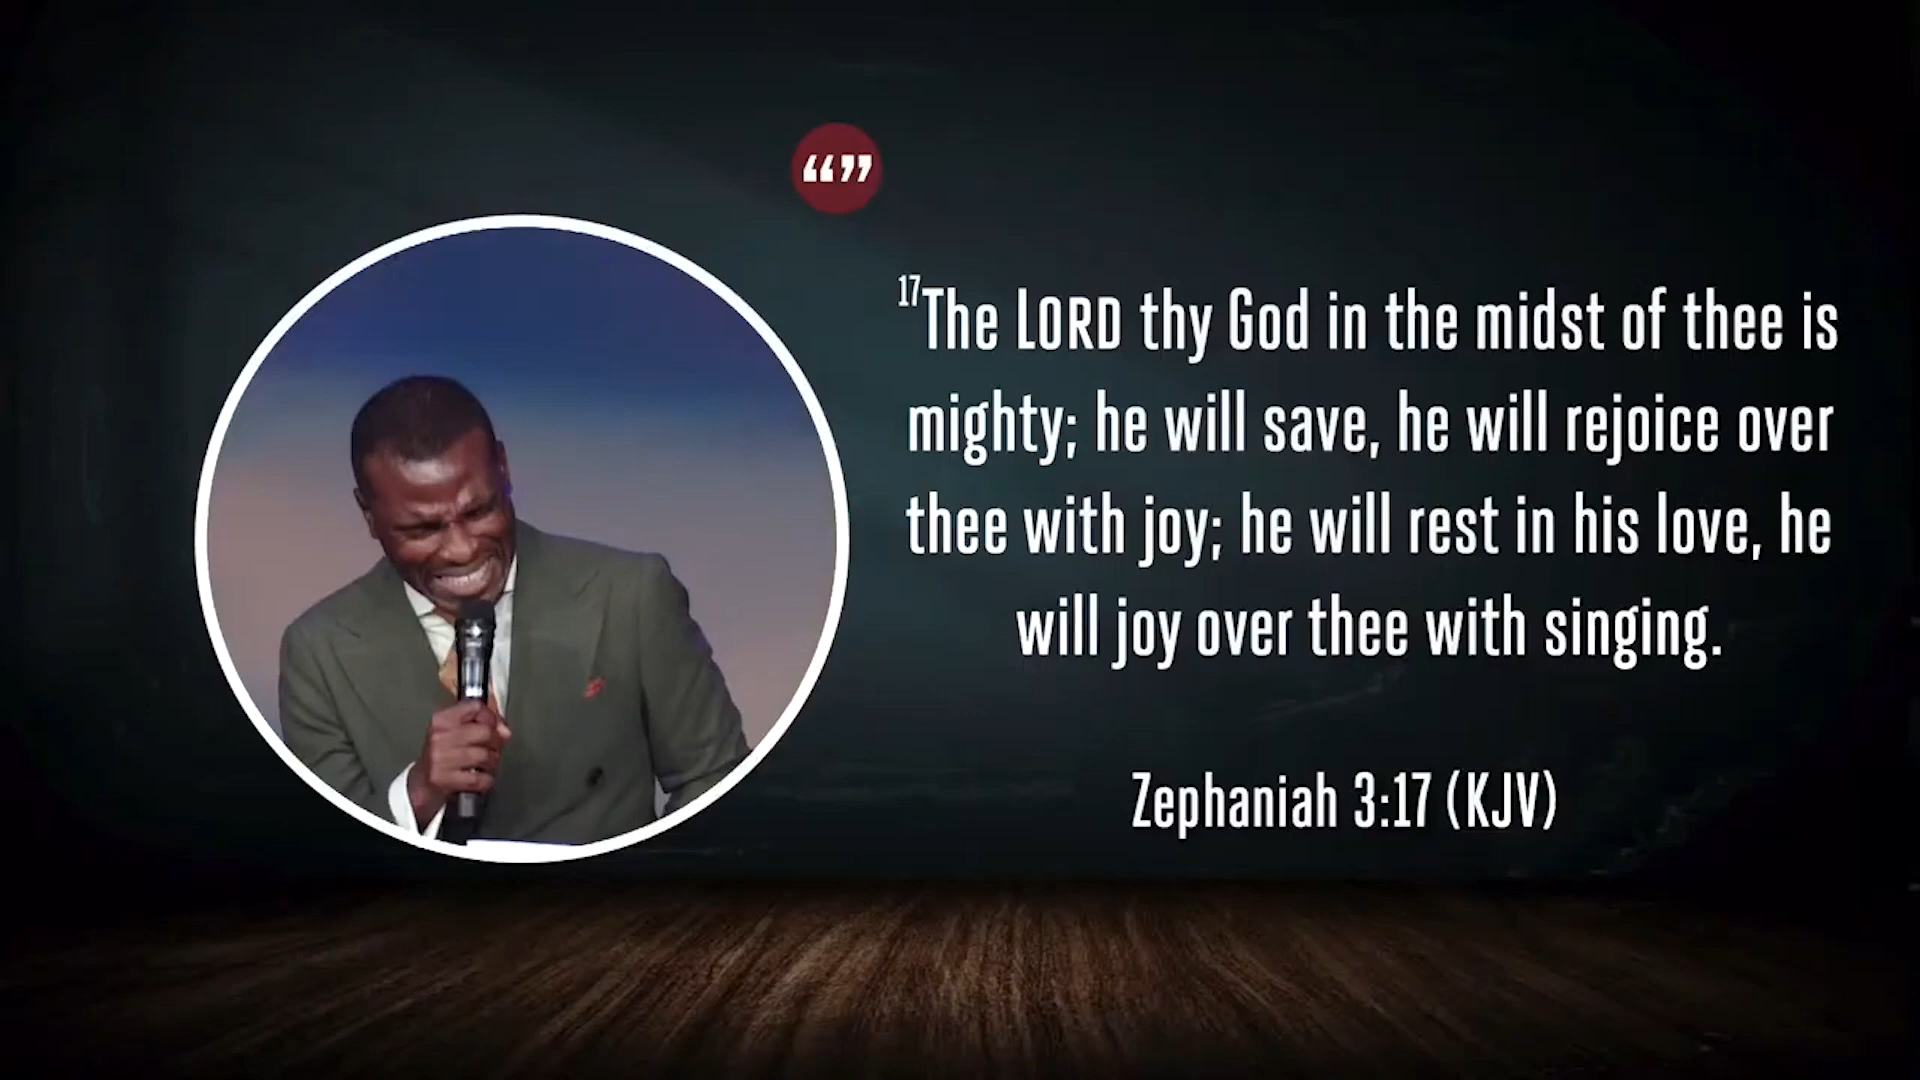 “”
17The LORD thy God in the midst of thee is
mighty; he will save, he will rejoice over
thee with joy; he will rest in his love, he
will joy over thee with singing.
Zephaniah 3:17 (KJV)